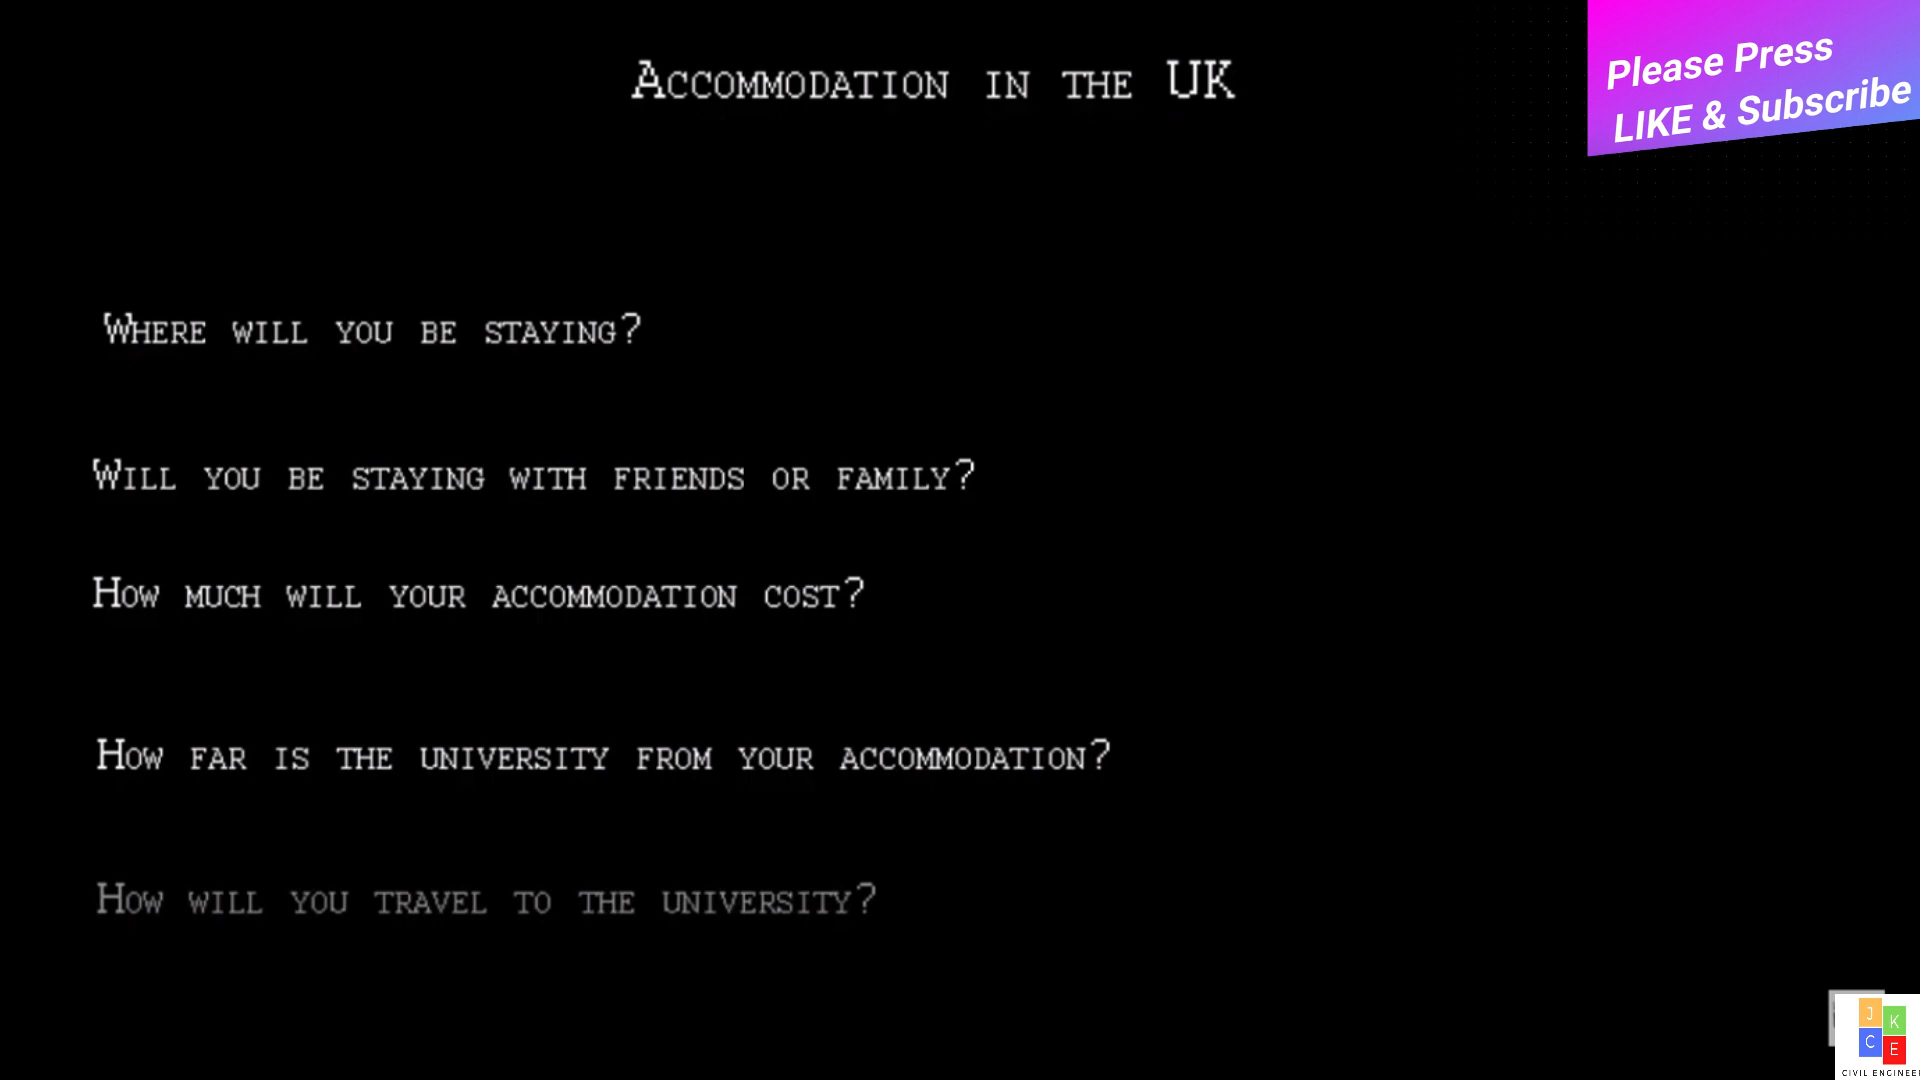 Accommodation in the UK
Please Press
LIKE & Subscribe
Where will you be staying?
Will you be staying with friends or family?
How much will your accommodation cost?
How far is the university from your accommodation?
How will you travel to the university?
J
K
C
E
CIVIL ENGINEE